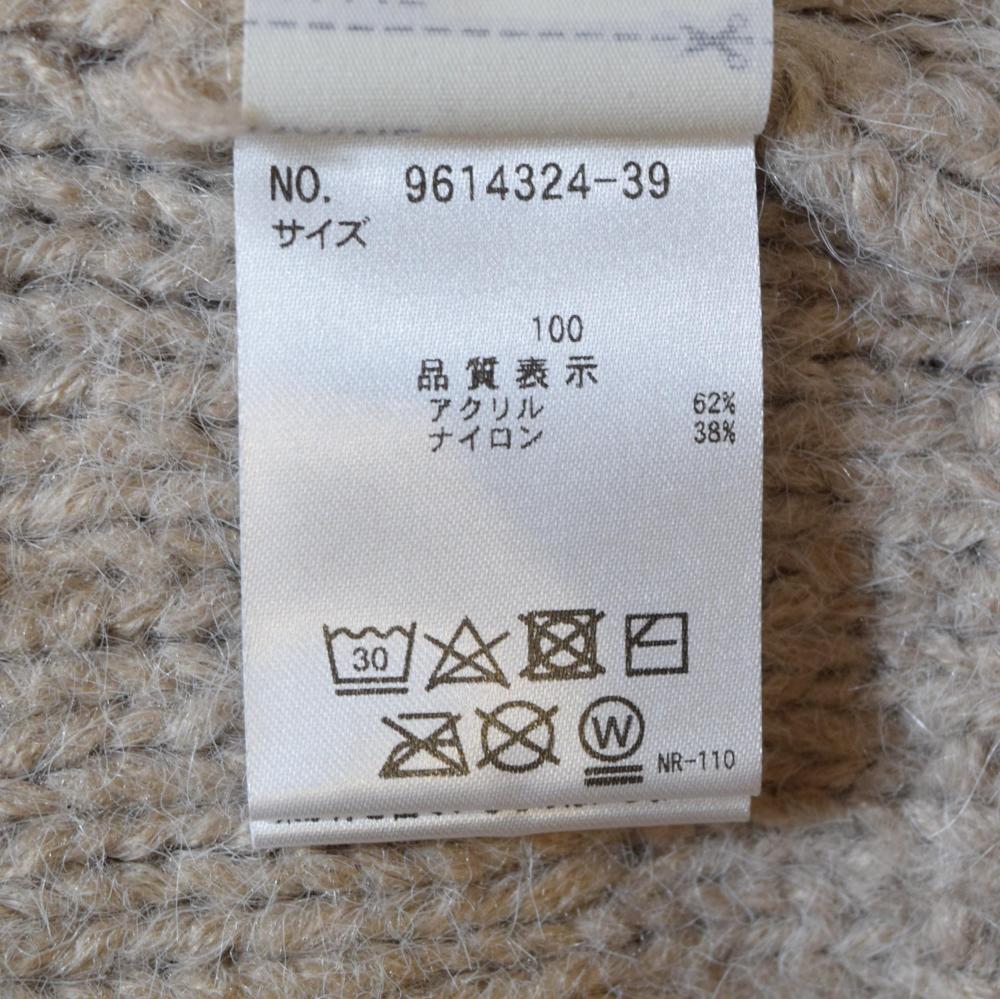 NO. 9614324-39
サイズ
100
品質表示
アクリル 62%
ナイロン 38%
30
W
NR-110